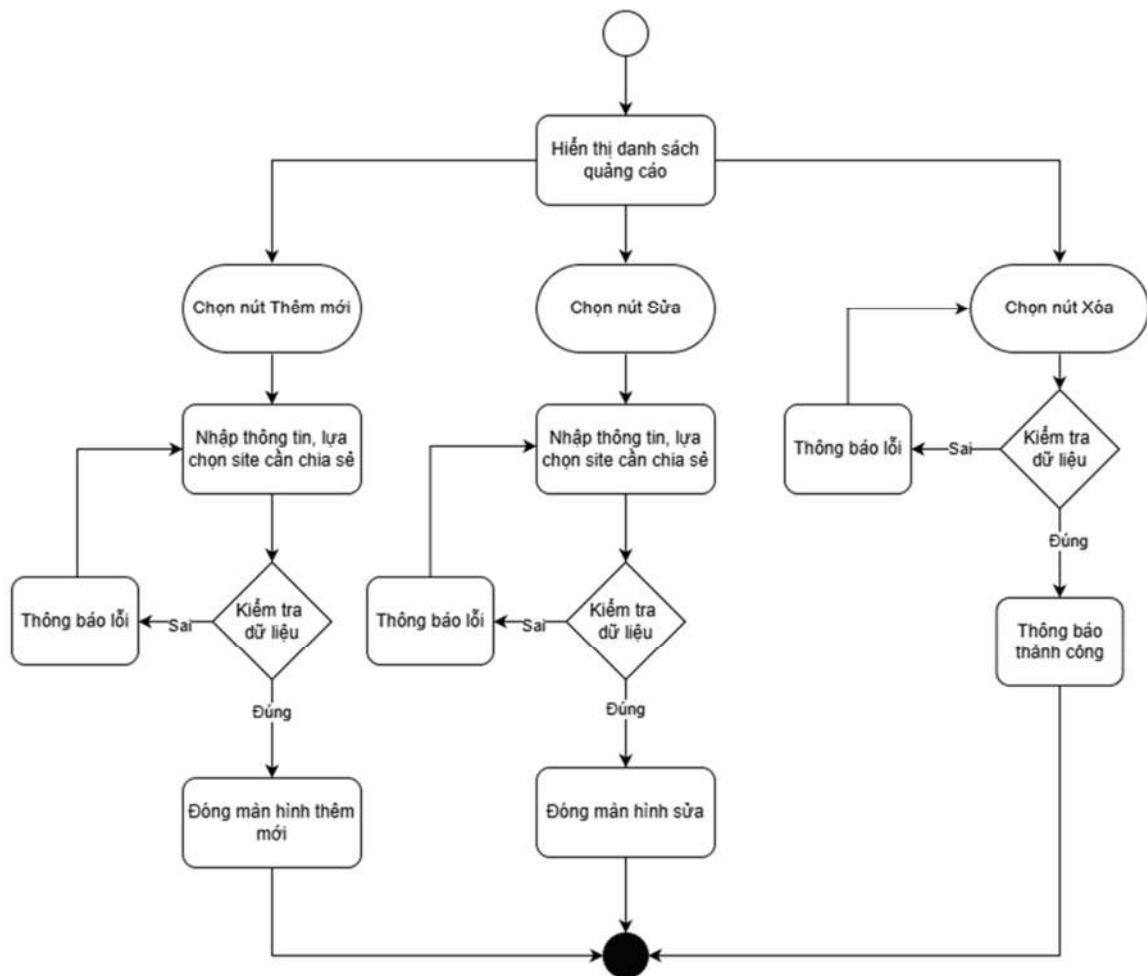 Hiển thị danh sách
quảng cáo
Chọn nút Thêm mới
Chọn nút Sửa
Chọn nút Xóa
Nhập thông tin, lựa
chọn site cần chia sẻ
Nhập thông tin, lựa
chọn site cần chia sẻ
Thông báo lỗi
Sai
Kiểm tra
dữ liệu
Đúng
Thông báo lỗi
Sai
Kiểm tra
dữ liệu
Thông báo lỗi
Sai
Kiểm tra
dữ liệu
Thông báo
thành công
Đúng
Đúng
Đóng màn hình thêm
mới
Đóng màn hình sửa